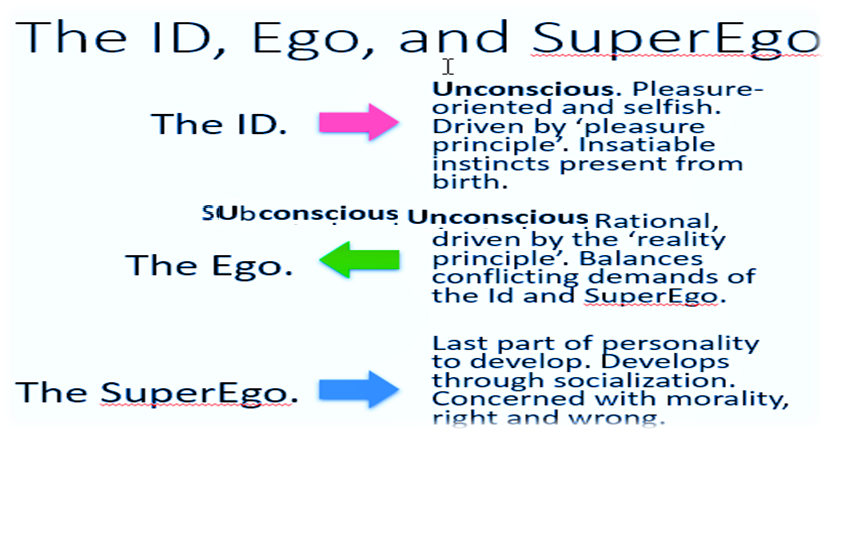 The ID, Ego, and SuperEgo
The ID.
Unconscious. Pleasure-
oriented and selfish.
Driven by ‘pleasure
principle’. Insatiable
instincts present from
birth.
SUbconscious Unconscious Rational,
The Ego.
driven by the ‘reality
principle’. Balances
conflicting demands of
the Id and SuperEgo.
The SuperEgo.
Last part of personality
to develop. Develops
through socialization.
Concerned with morality,
right and wrong.